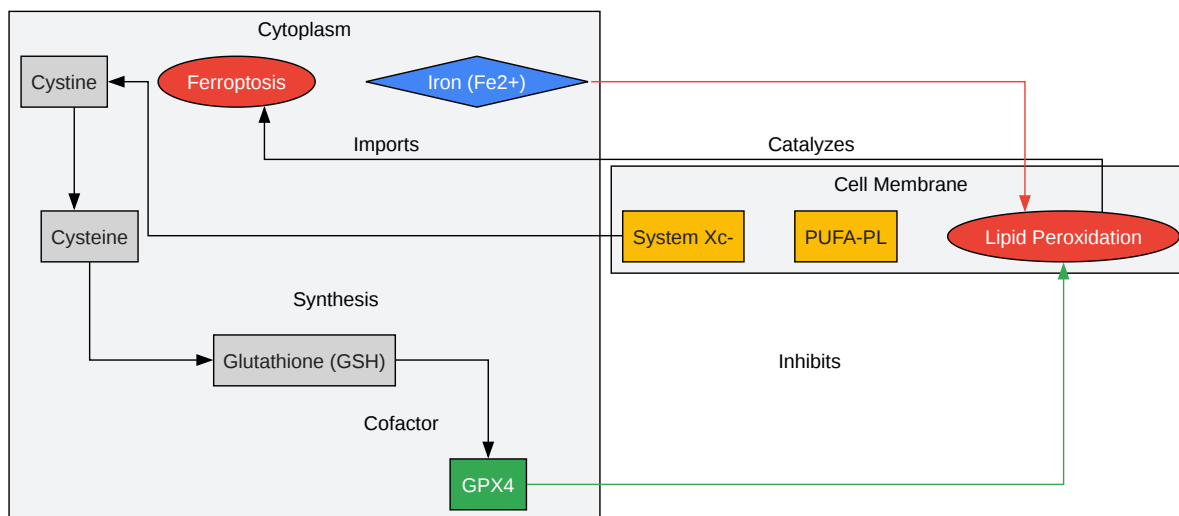 Cytoplasm
Cystine
Ferroptosis
Iron (Fe2+)
Imports
Catalyzes
Cell Membrane
Cysteine
System Xc-
PUFA-PL
Lipid Peroxidation
Synthesis
Glutathione (GSH)
Inhibits
Cofactor
GPX4